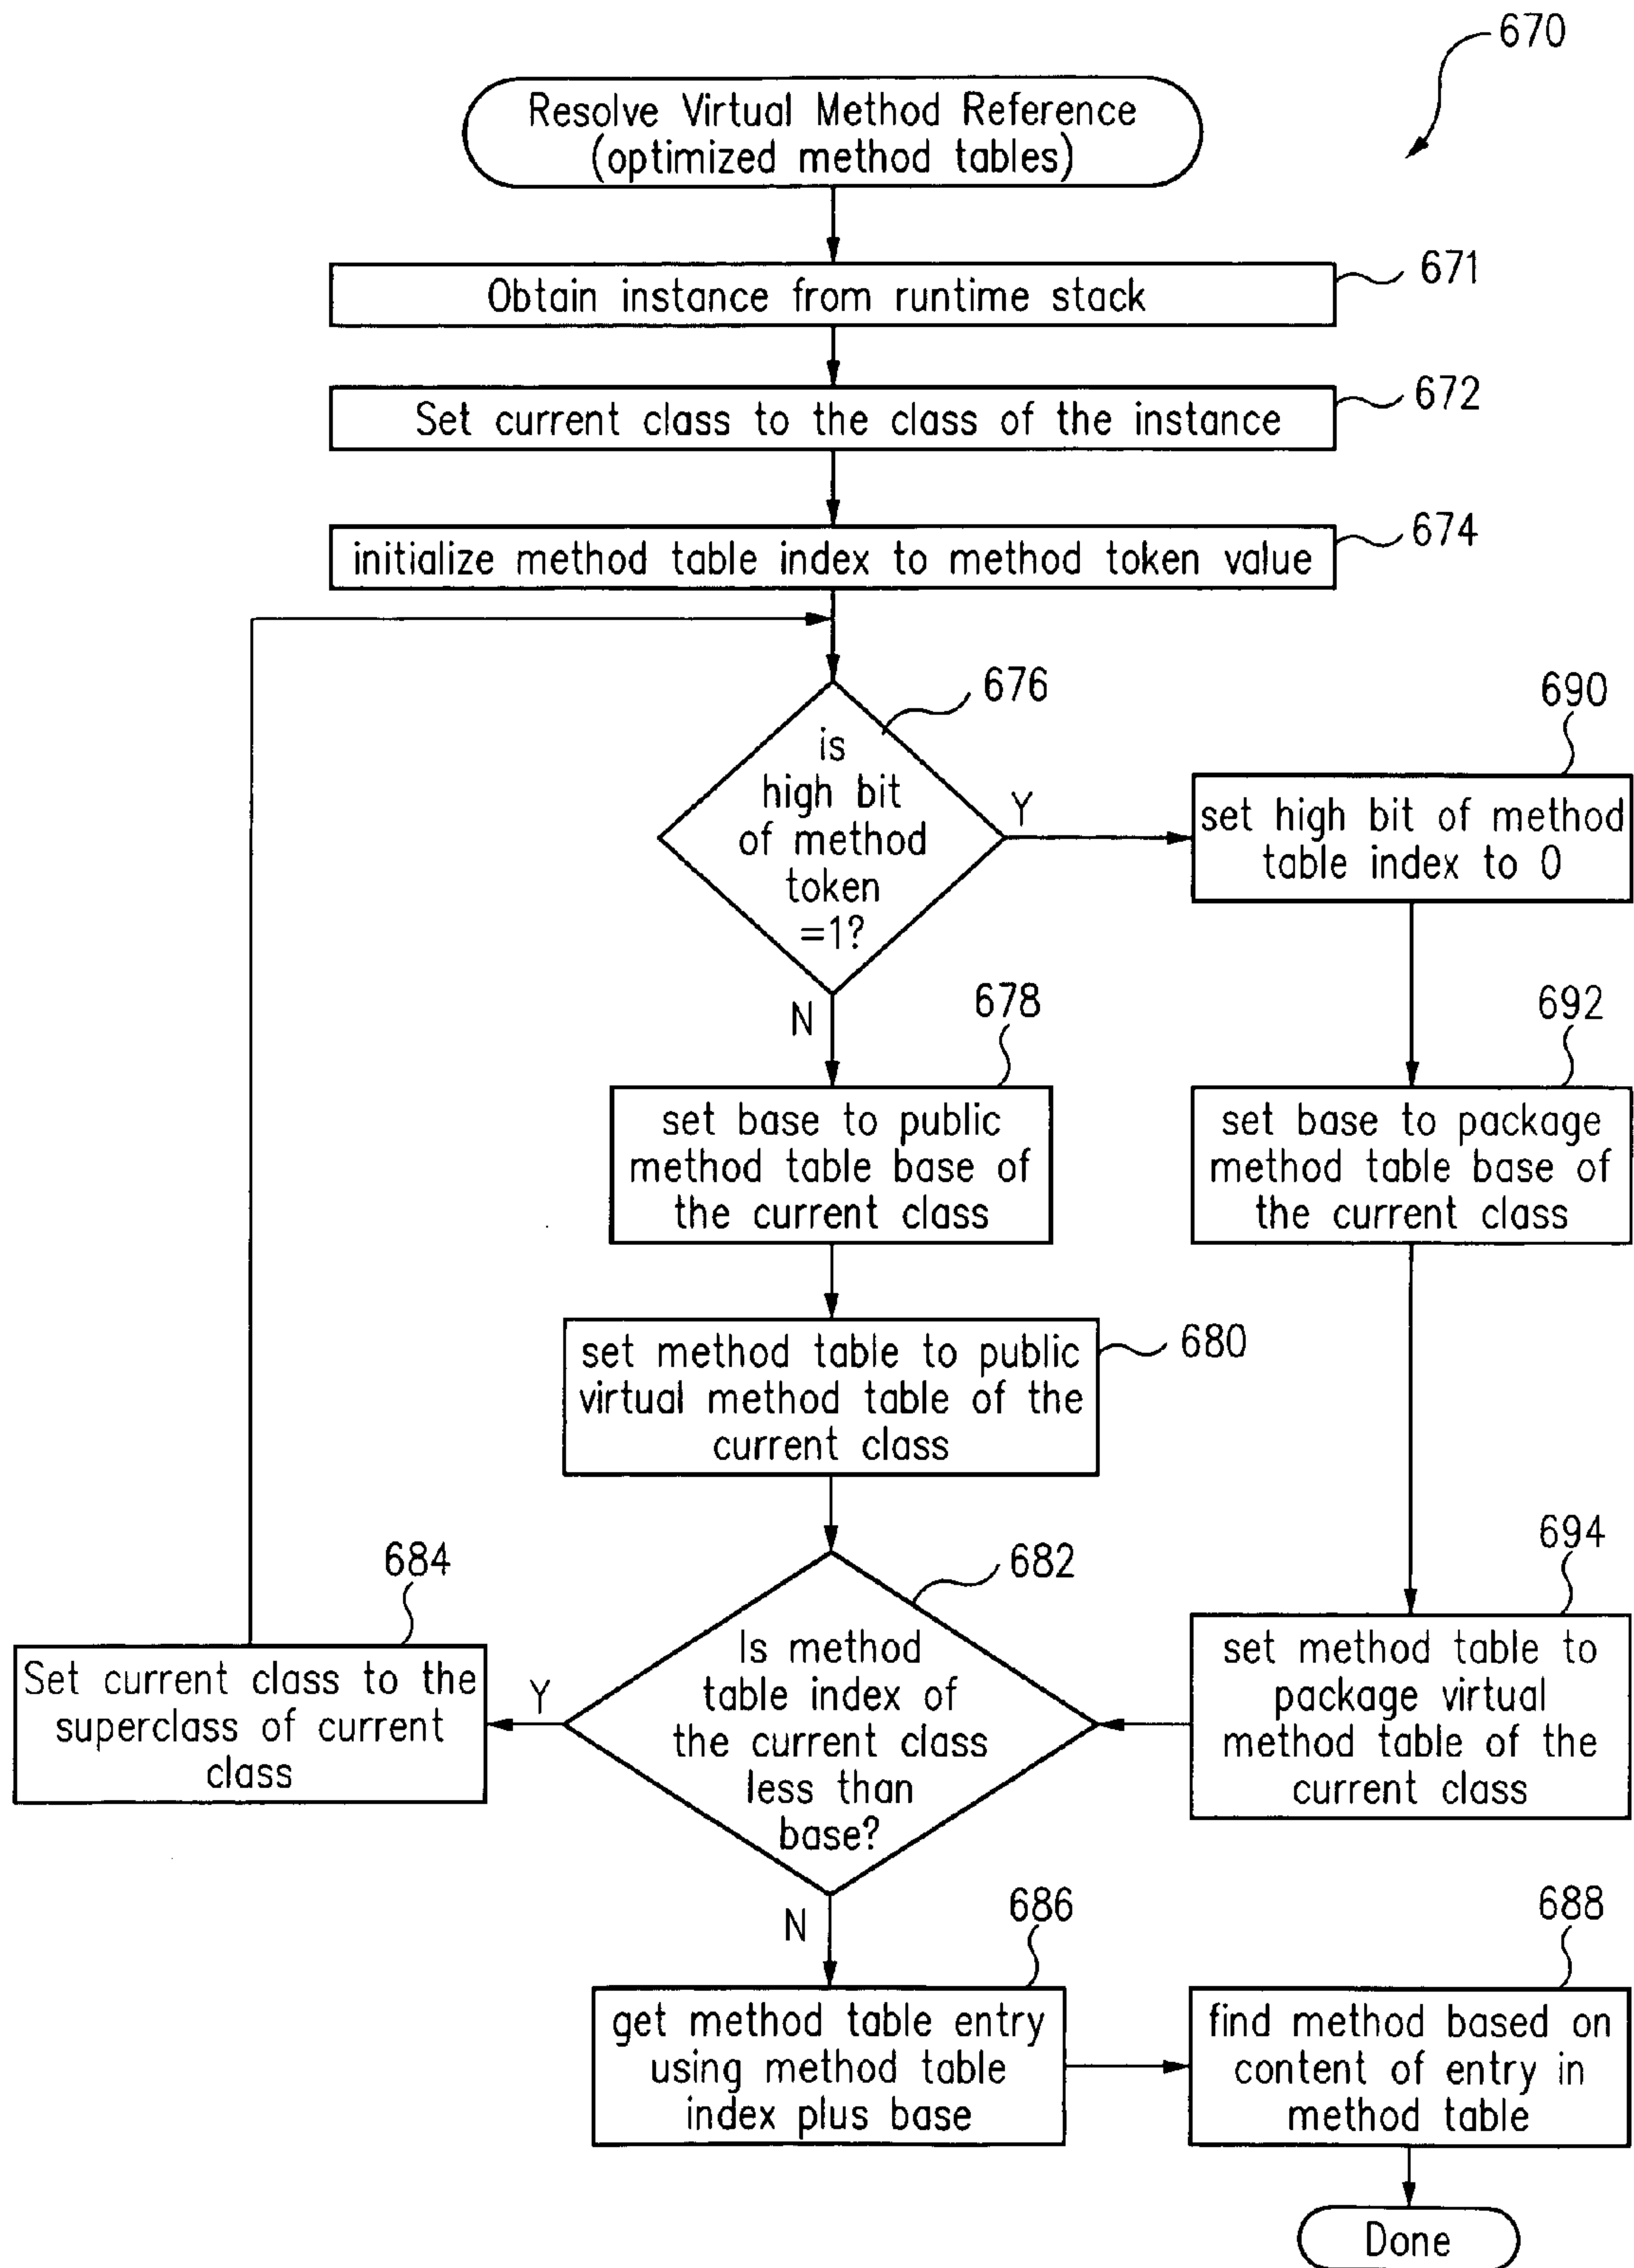 670
Resolve Virtual Method Reference
(optimized method tables)
671
Obtain instance from runtime stack
672
Set current class to the class of the instance
674
initialize method table index to method token value
676
is
high bit
of method
token
=1?
Y
690
set high bit of method
table index to 0
N
678
set base to public
method table base of
the current class
692
set base to package
method table base of
the current class
680
set method table to public
virtual method table of the
current class
682
Is method
table index of
the current class
less than
base?
694
set method table to
package virtual
method table of the
current class
Y
684
Set current class to the
superclass of current
class
N
686
get method table entry
using method table
index plus base
688
find method based on
content of entry in
method table
Done